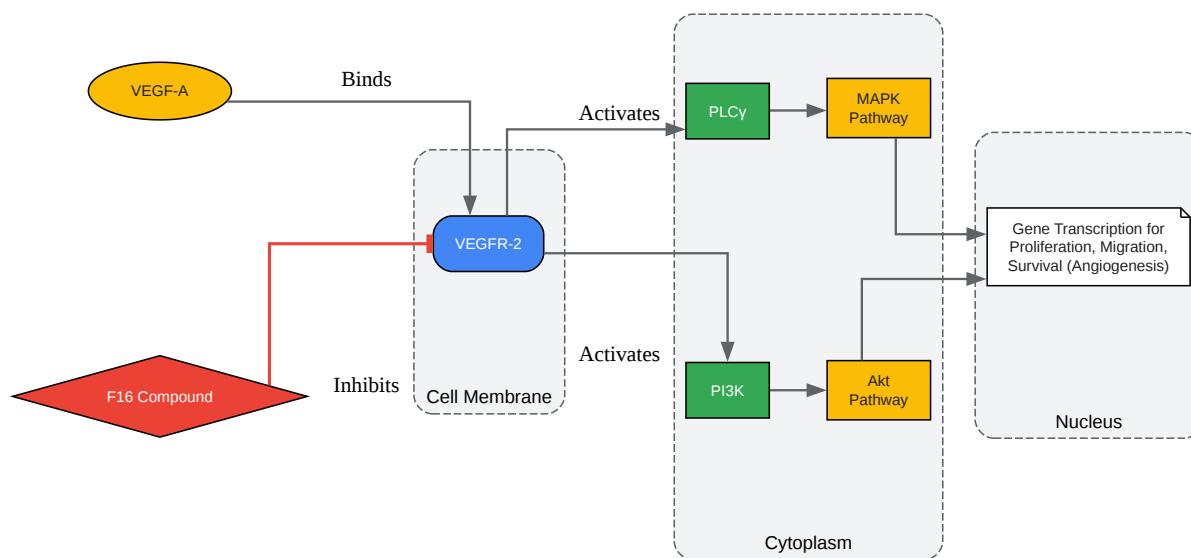 VEGF-A
Binds
Activates
PLCγ
MAPK
Pathway
VEGFR-2
Gene Transcription for
Proliferation, Migration,
Survival (Angiogenesis)
F16 Compound
Inhibits
Cell Membrane
Activates
PI3K
Akt
Pathway
Nucleus
Cytoplasm